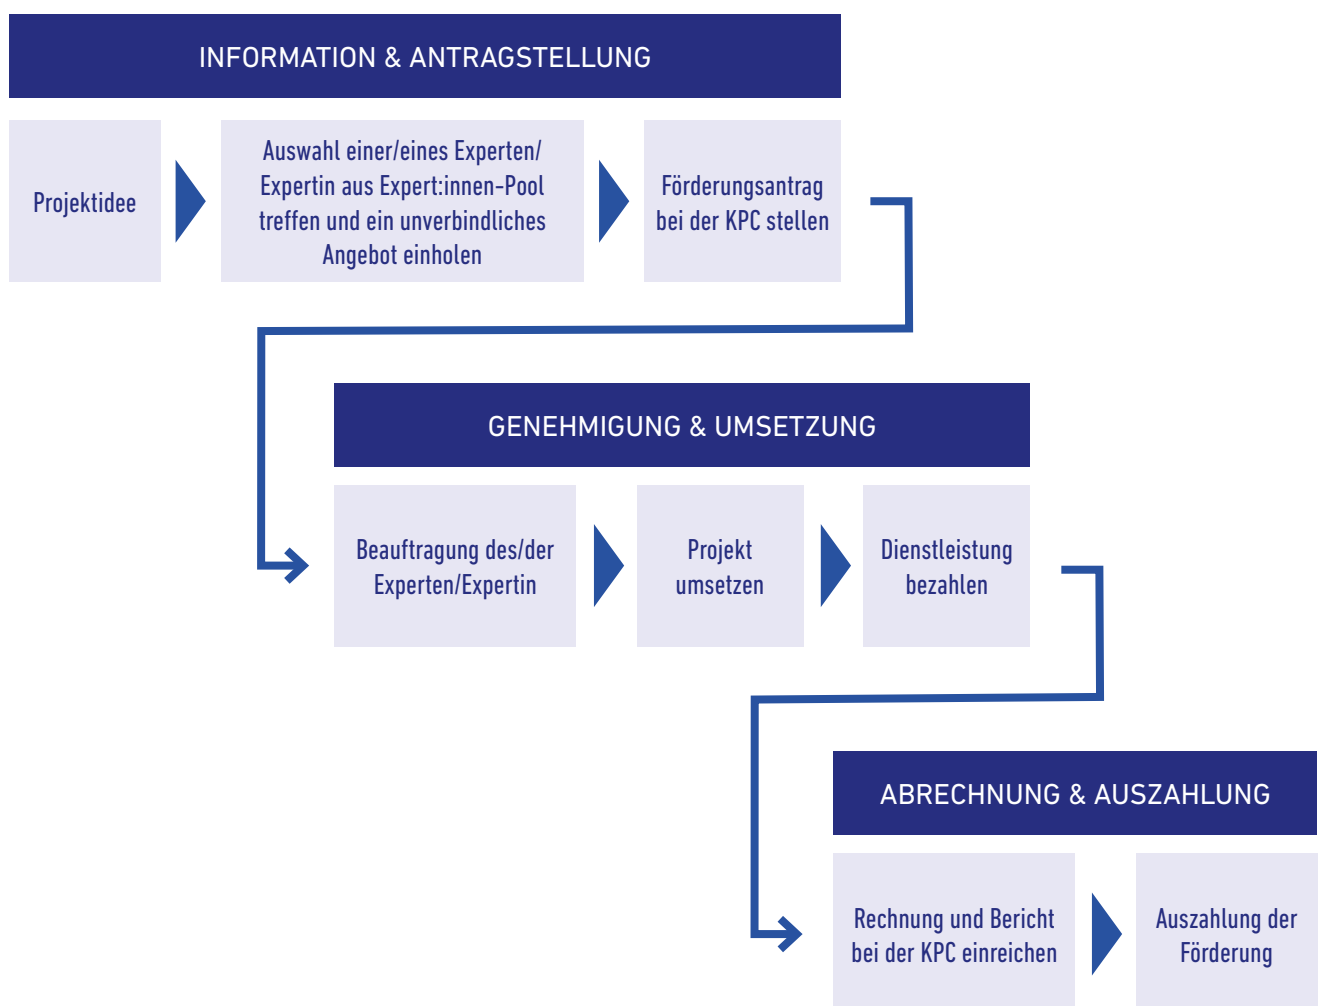 INFORMATION & ANTRAGSTELLUNG
Projektidee
Auswahl einer/eines Experten/
Expertin aus Expert:innen-Pool
treffen und ein unverbindliches
Angebot einholen
Förderungsantrag
bei der KPC stellen
GENEHMIGUNG & UMSETZUNG
Beauftragung des/der
Experten/Expertin
Projekt
umsetzen
Dienstleistung
bezahlen
ABRECHNUNG & AUSZAHLUNG
Rechnung und Bericht
bei der KPC einreichen
Auszahlung der
Förderung